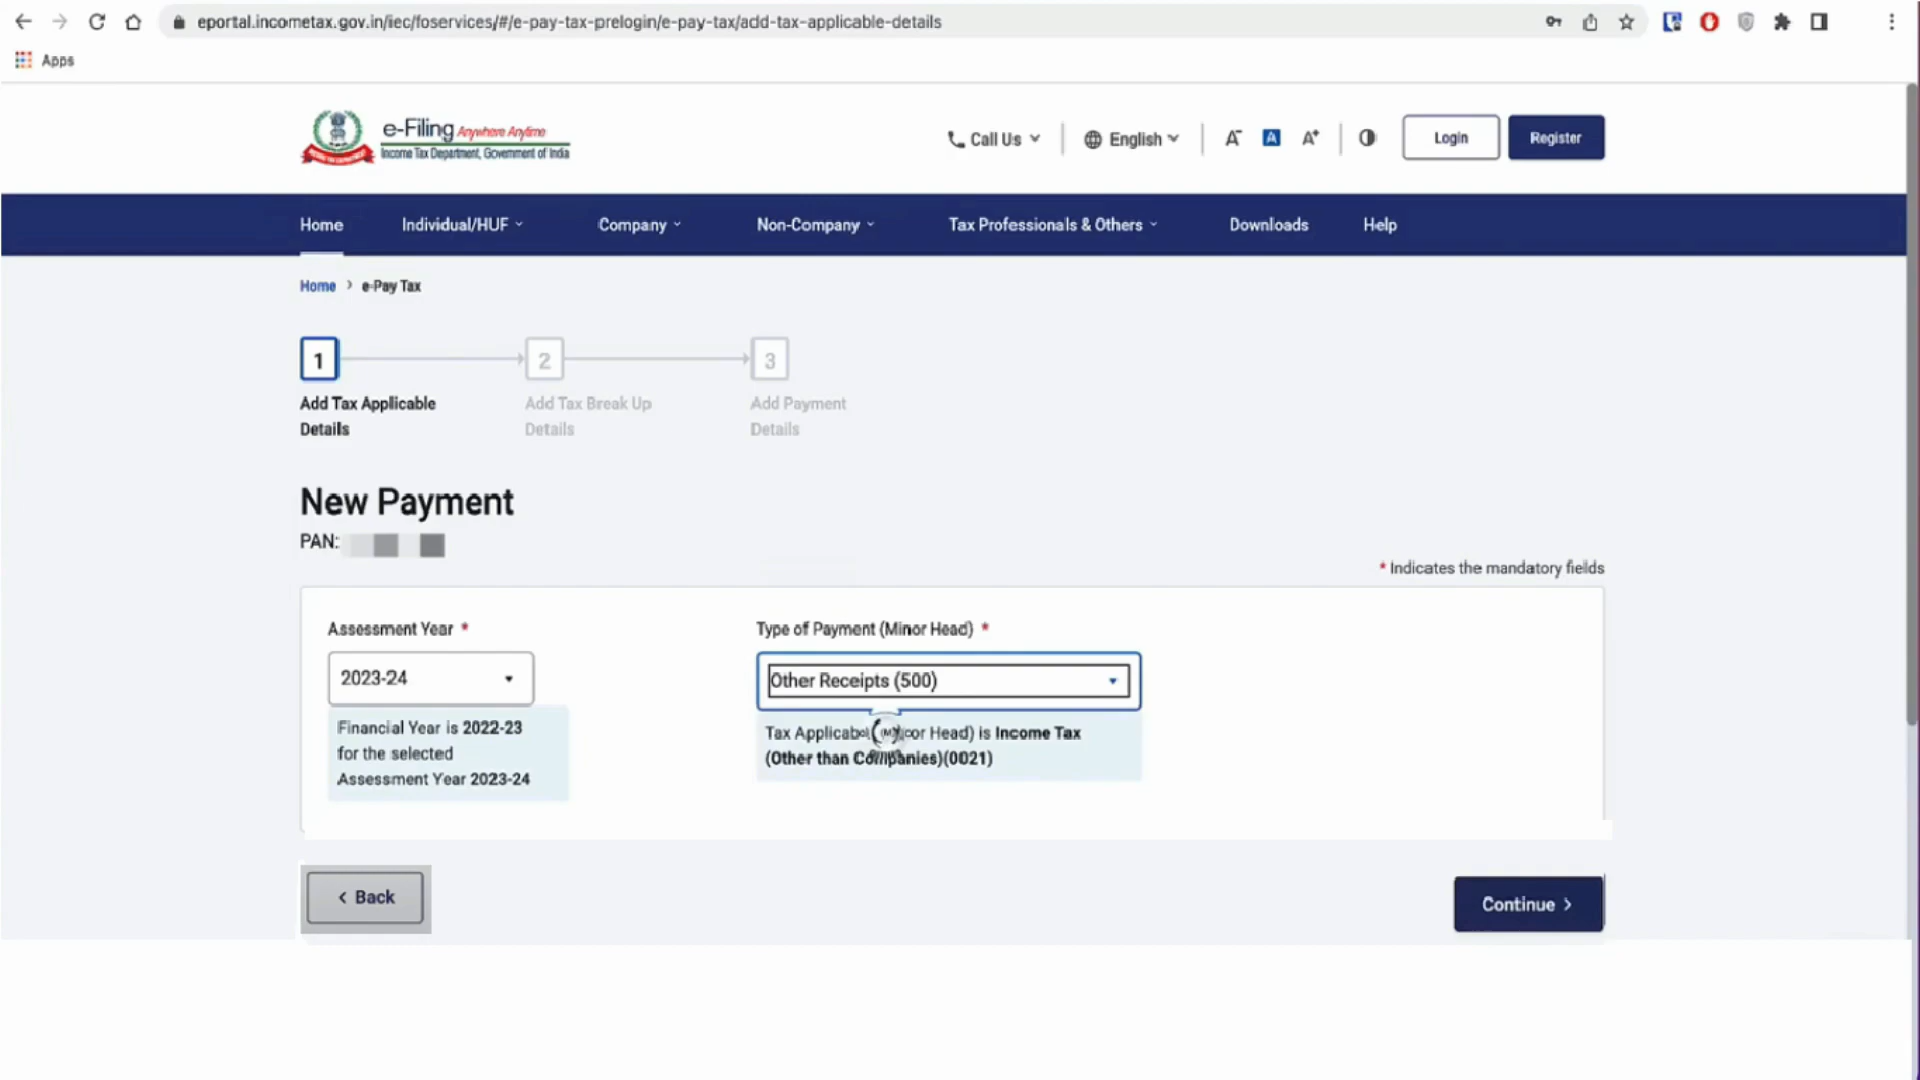 eportal.incometax.gov.in/iec/foservices/#/e-pay-tax-prelogin/e-pay-tax/add-tax-applicable-details
Apps
e-Filing Anywhere Anytime
Income Tax Department, Government of India
Call Us
English
A-
A
A+
Login
Register
Home
Individual/HUF
Company
Non-Company
Tax Professionals & Others
Downloads
Help
Home > e-Pay Tax
1
2
3
Add Tax Applicable
Details
Add Tax Break Up
Details
Add Payment
Details
New Payment
PAN:
* Indicates the mandatory fields
Assessment Year *
Type of Payment (Minor Head) *
2023-24
Other Receipts (500)
Financial Year is 2022-23
for the selected
Assessment Year 2023-24
Tax Applicable Head) is Income Tax
(Other than Companies)(0021)
< Back
Continue >